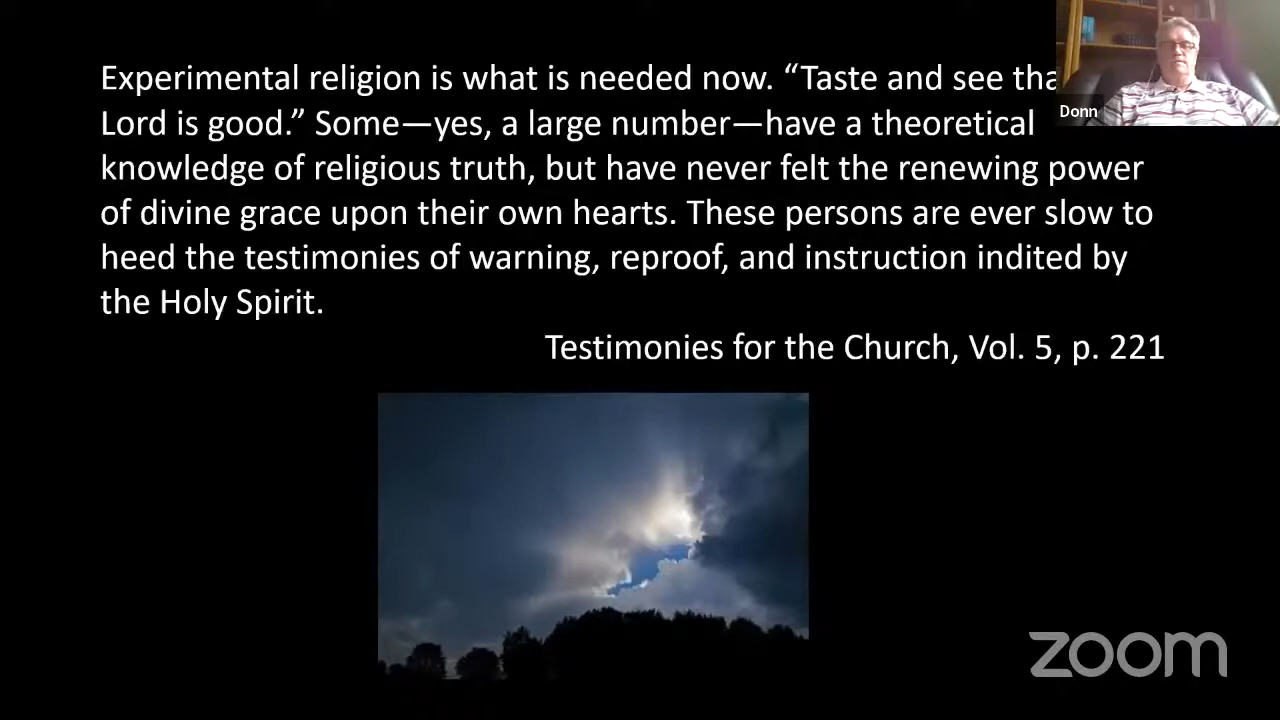 Experimental religion is what is needed now. “Taste and see
Lord is good.” Some—yes, a large number—have a theoretical
knowledge of religious truth, but have never felt the renewing power
of divine grace upon their own hearts. These persons are ever slow to
heed the testimonies of warning, reproof, and instruction indited by
the Holy Spirit.
Testimonies for the Church, Vol. 5, p. 221
Donn
zoom